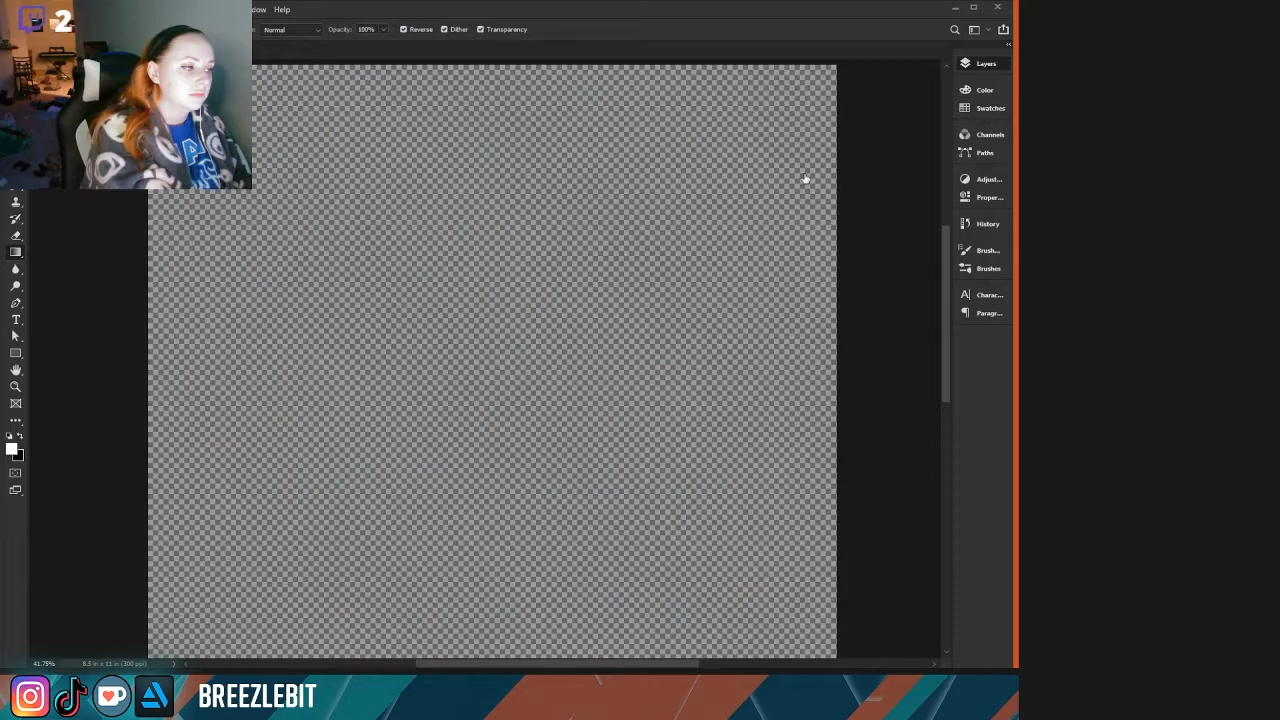 2
dow Help
Normal Opacity: 100% Reverse Dither Transparency
Layers
Color
Swatches
Channels
Paths
Adjust...
Proper...
History
Brush...
Brushes
Charac...
Paragr...
41.75% 8.5 in x 11 in (300 ppi)
BREEZLEBIT